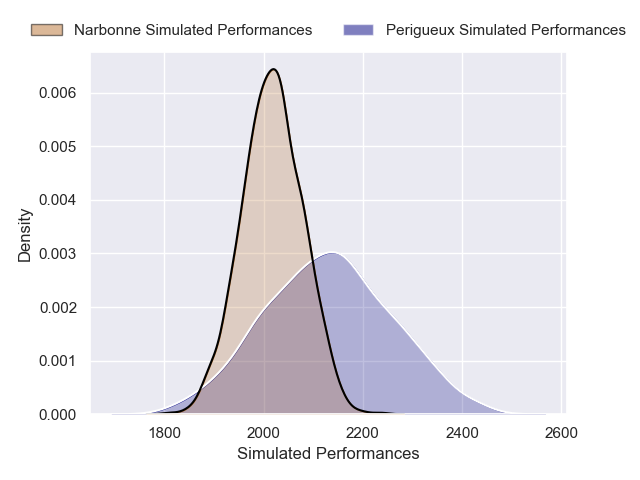 Narbonne Simulated Performances Perigueux Simulated Performances
0.006
0.005
0.004
0.003
0.002
0.001
0.000
Density
1800 2000 2200 2400 2600
Simulated Performances